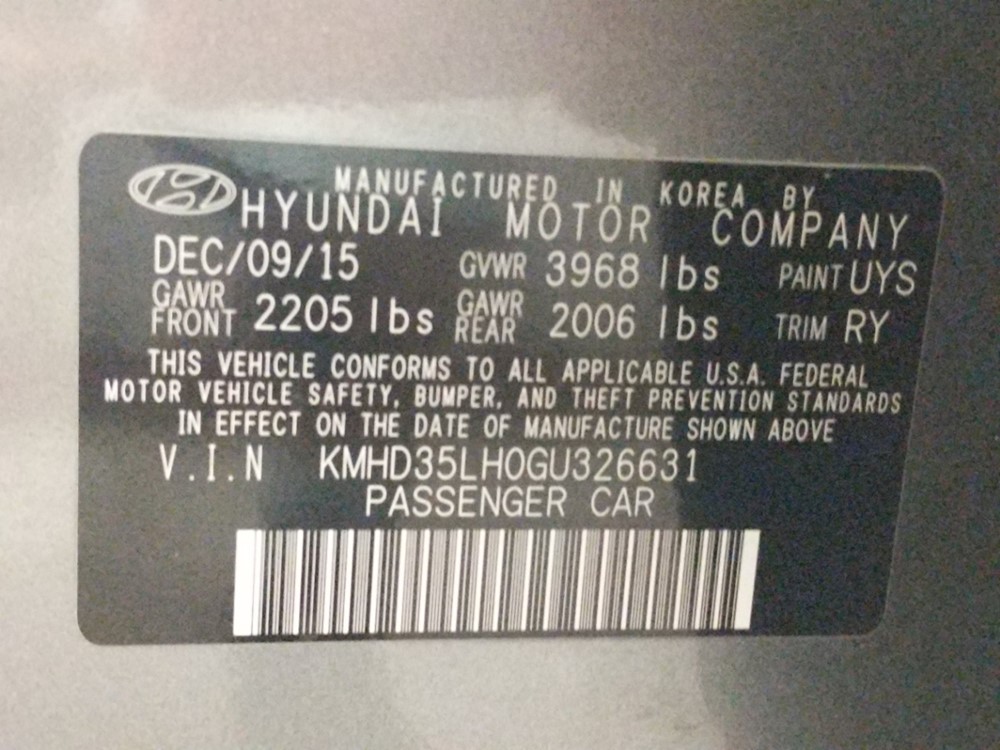 MANUFACTURED IN KOREA BY
HYUNDAI MOTOR COMPANY
DEC/09/15 GVWR 3968 lbs PAINT UYS
GAWR FRONT 2205 lbs GAWR REAR 2006 lbs TRIM RY
THIS VEHICLE CONFORMS TO ALL APPLICABLE U.S.A. FEDERAL
MOTOR VEHICLE SAFETY, BUMPER, AND THEFT PREVENTION STANDARDS
IN EFFECT ON THE DATE OF MANUFACTURE SHOWN ABOVE
V.I.N KMHD35LH0GU326631
PASSENGER CAR